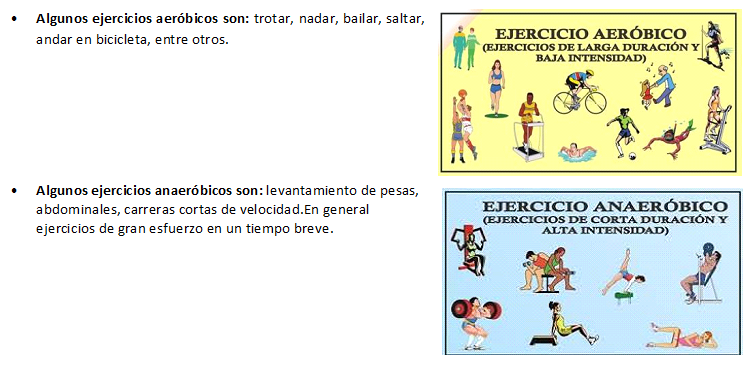 • Algunos ejercicios aeróbicos son: trotar, nadar, bailar, saltar,
andar en bicicleta, entre otros.
EJERCICIO AERÓBICO
(EJERCICIOS DE LARGA DURACIÓN Y
BAJA INTENSIDAD)
• Algunos ejercicios anaeróbicos son: levantamiento de pesas,
abdominales, carreras cortas de velocidad.En general
ejercicios de gran esfuerzo en un tiempo breve.
EJERCICIO ANAERÓBICO
(EJERCICIOS DE CORTA DURACIÓN Y
ALTA INTENSIDAD)